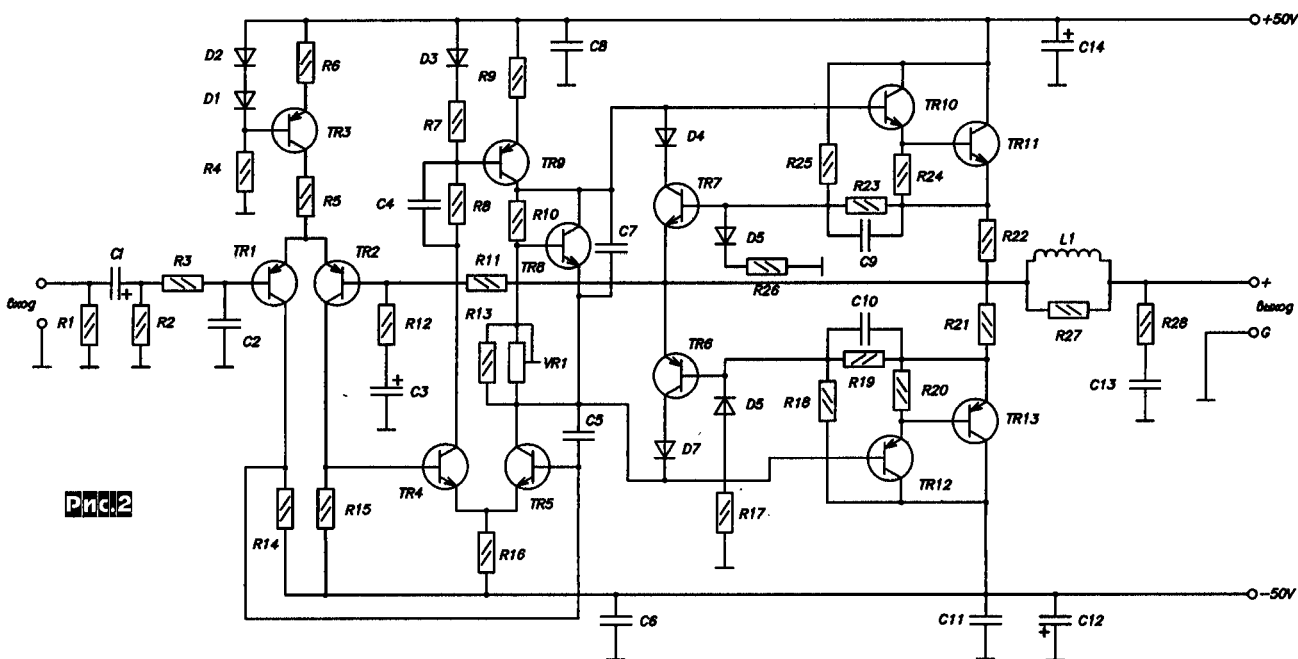 +50V
D2
D1
R6
R4
TR3
R5
D3
R7
R9
C8
TR9
C4
R8
R10
TR8
C7
D4
TR7
R25
TR10
TR11
R24
R23
C9
D5
R26
R22
L1
C14
вход
C1
R1
R2
R3
C2
TR1
TR2
R11
R12
C3
R13
VR1
C5
TR6
D5
D7
C10
R19
R18
R20
R21
TR12
TR13
R27
R28
C13
+
выход
G
TR4
TR5
R14
R15
R16
R17
C6
C11
C12
-50V
Рис.2